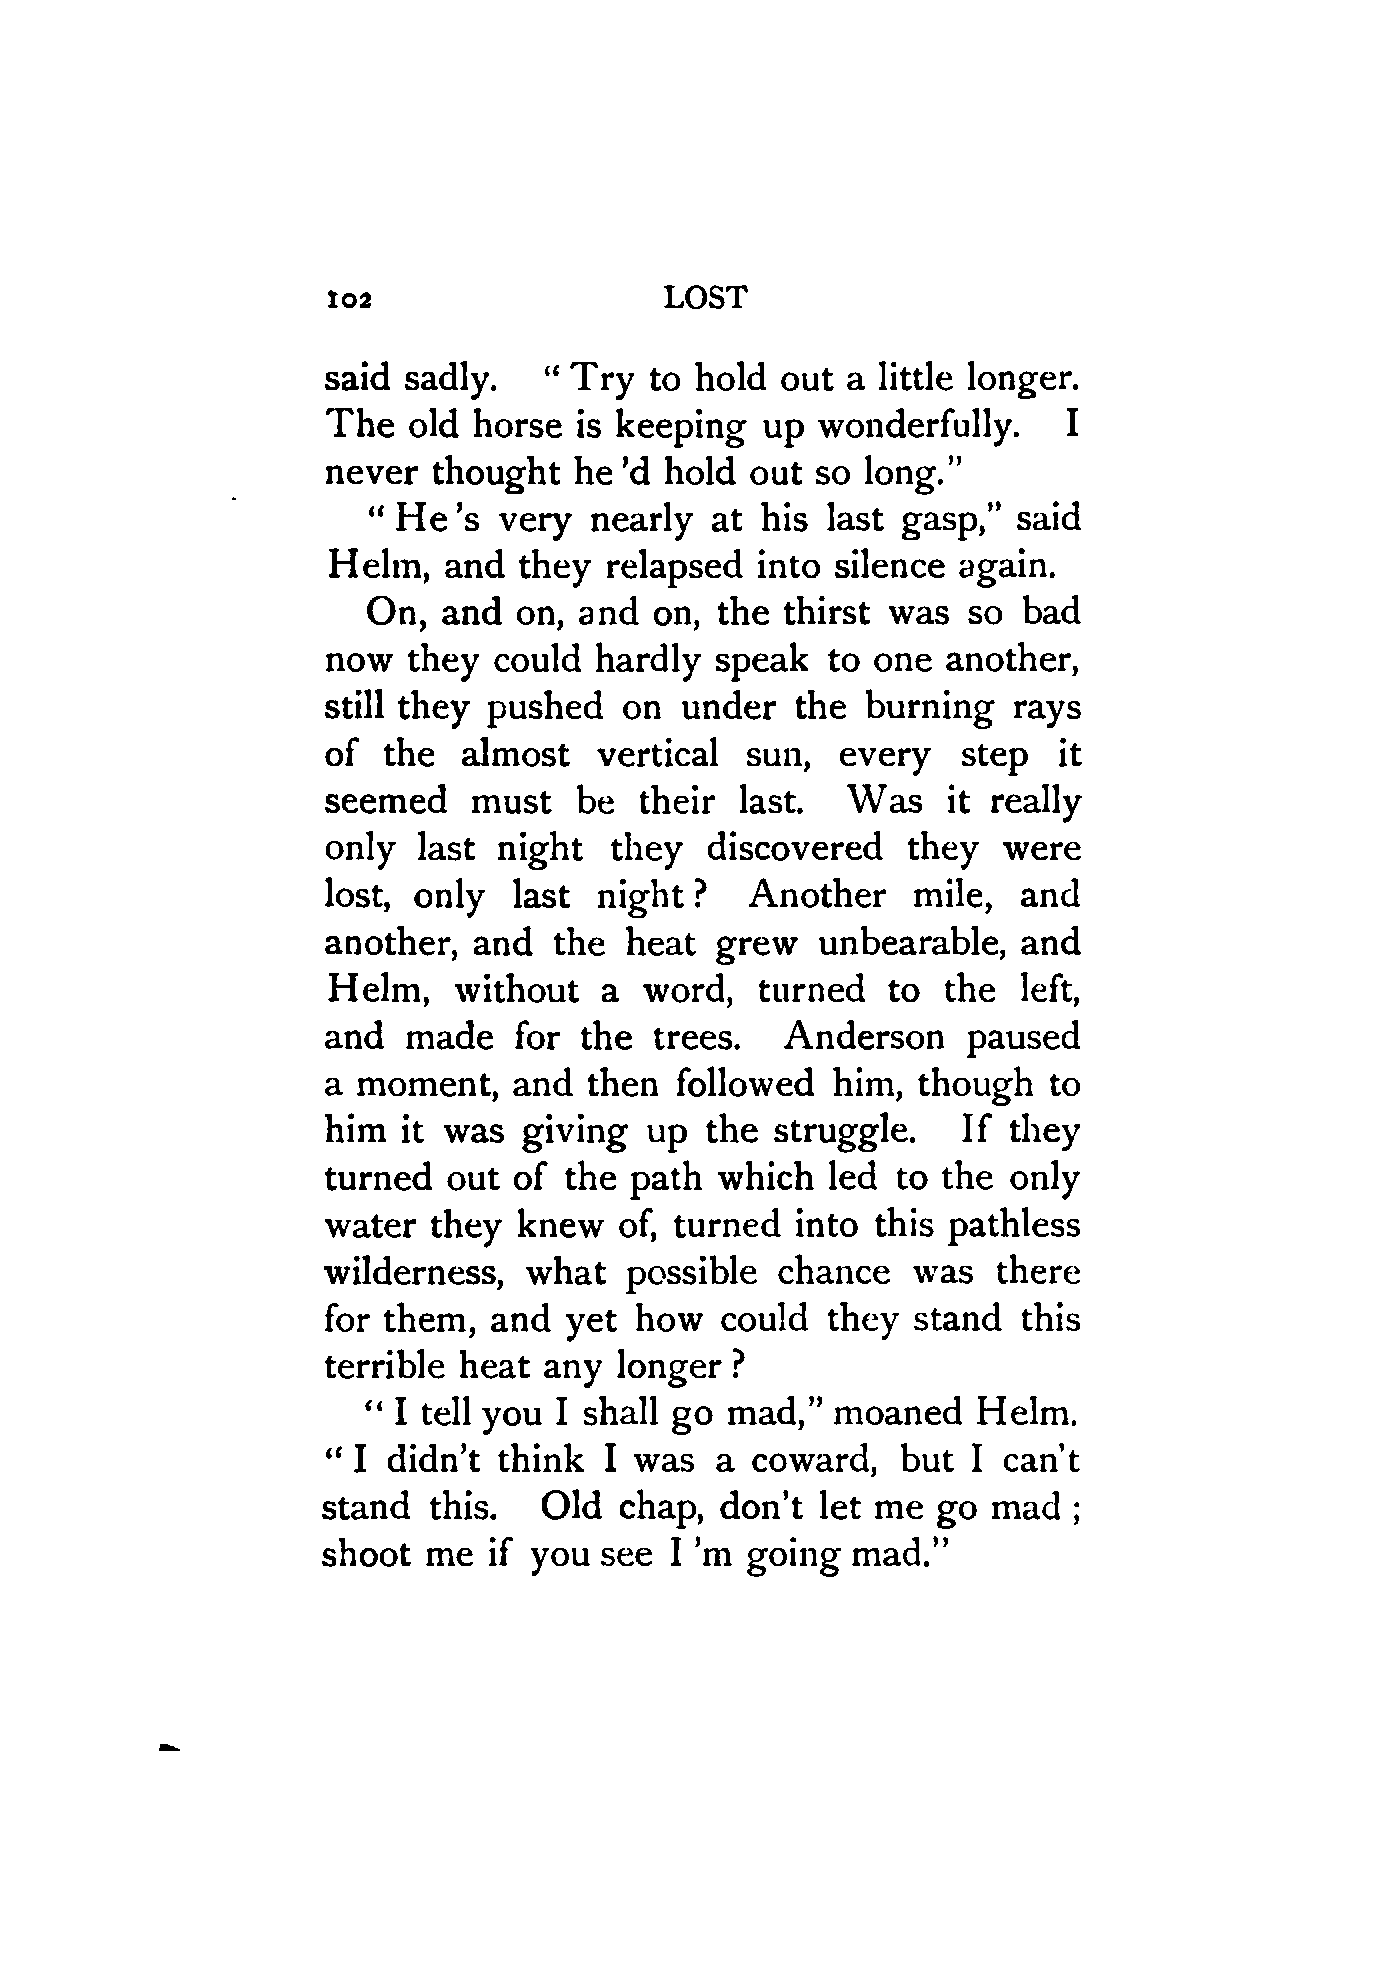 102 LOST
said sadly. "Try to hold out a little longer.
The old horse is keeping up wonderfully. I
never thought he 'd hold out so long."
"He 's very nearly at his last gasp," said
Helm, and they relapsed into silence again.
On, and on, and on, the thirst was so bad
now they could hardly speak to one another,
still they pushed on under the burning rays
of the almost vertical sun, every step it
seemed must be their last. Was it really
only last night they discovered they were
lost, only last night? Another mile, and
another, and the heat grew unbearable, and
Helm, without a word, turned to the left,
and made for the trees. Anderson paused
a moment, and then followed him, though to
him it was giving up the struggle. If they
turned out of the path which led to the only
water they knew of, turned into this pathless
wilderness, what possible chance was there
for them, and yet how could they stand this
terrible heat any longer?
"I tell you I shall go mad," moaned Helm.
"I didn't think I was a coward, but I can't
stand this. Old chap, don't let me go mad;
shoot me if you see I 'm going mad."